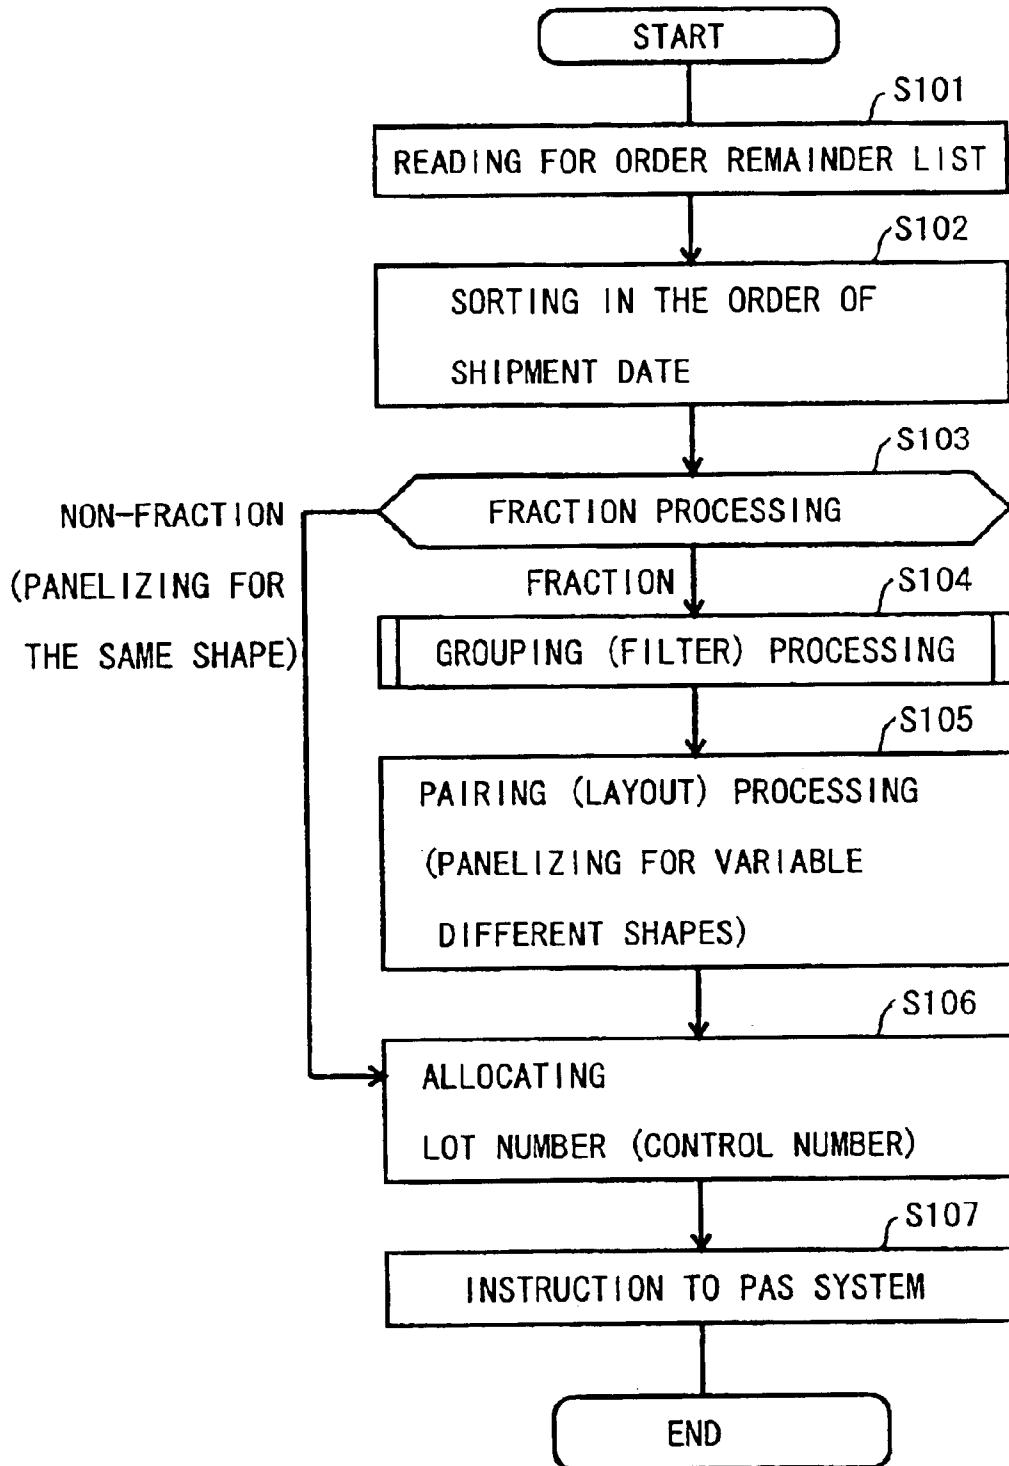 START
S101
READING FOR ORDER REMAINDER LIST
S102
SORTING IN THE ORDER OF
SHIPMENT DATE
S103
FRACTION PROCESSING
NON-FRACTION
(PANELIZING FOR
THE SAME SHAPE)
FRACTION
S104
GROUPING (FILTER) PROCESSING
S105
PAIRING (LAYOUT) PROCESSING
(PANELIZING FOR VARIABLE
DIFFERENT SHAPES)
S106
ALLOCATING
LOT NUMBER (CONTROL NUMBER)
S107
INSTRUCTION TO PAS SYSTEM
END